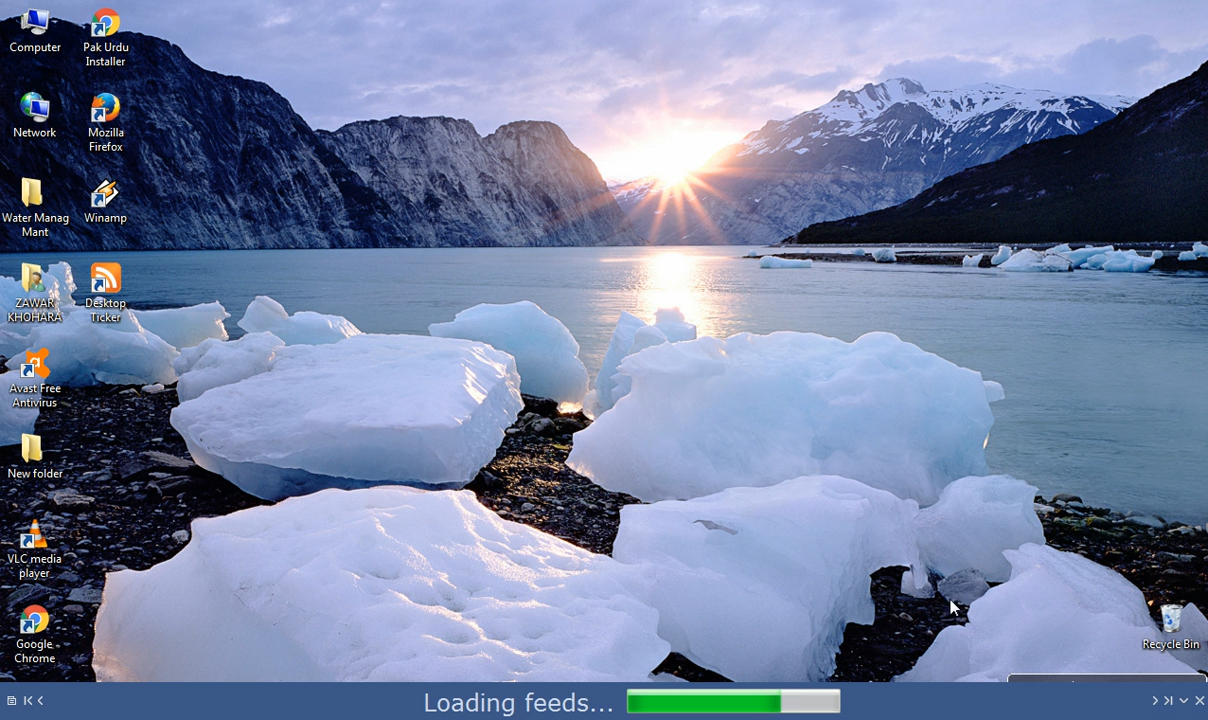 Computer
Pak Urdu
Installer
Network
Mozilla
Firefox
Water Manag
Mant
Winamp
ZAWAR
KHOHARA
Desktop
Ticker
Avast Free
Antivirus
New folder
VLC media
player
Google
Chrome
Recycle Bin
Loading feeds...